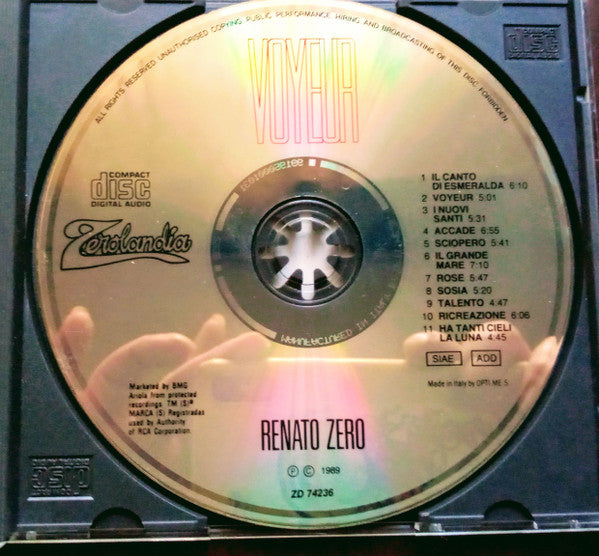 ALL RIGHTS RESERVED UNAUTHORISED COPYING PUBLIC PERFORMANCE HIRING AND BROADCASTING OF THIS DISC FORBIDDEN
VOYEUR
COMPACT
disc
DIGITAL AUDIO
Zerolandia
1 IL CANTO
DI ESMERALDA 6:10
2 VOYEUR 5:01
3 I NUOVI
SANTI 5:31
4 ACCADE 6:55
5 SCIOPERO 5:41
6 IL GRANDE
MARE 7:10
7 ROSE 5:47
8 SOSIA 5:20
9 TALENTO 4:47
10 RICREAZIONE 6:06
11 HA TANTI CIELI
LA LUNA 4:45
SIAE ADD
Made in Italy by OPTI.ME.S
Marketed by BMG
Ariola from protected
recordings TM (S)®
MARCA (S) Registradas
used by Authority
of RCA Corporation.
RENATO ZERO
Ⓟ © 1989
ZD 74236
MANUFACTURED IN
disc
disc